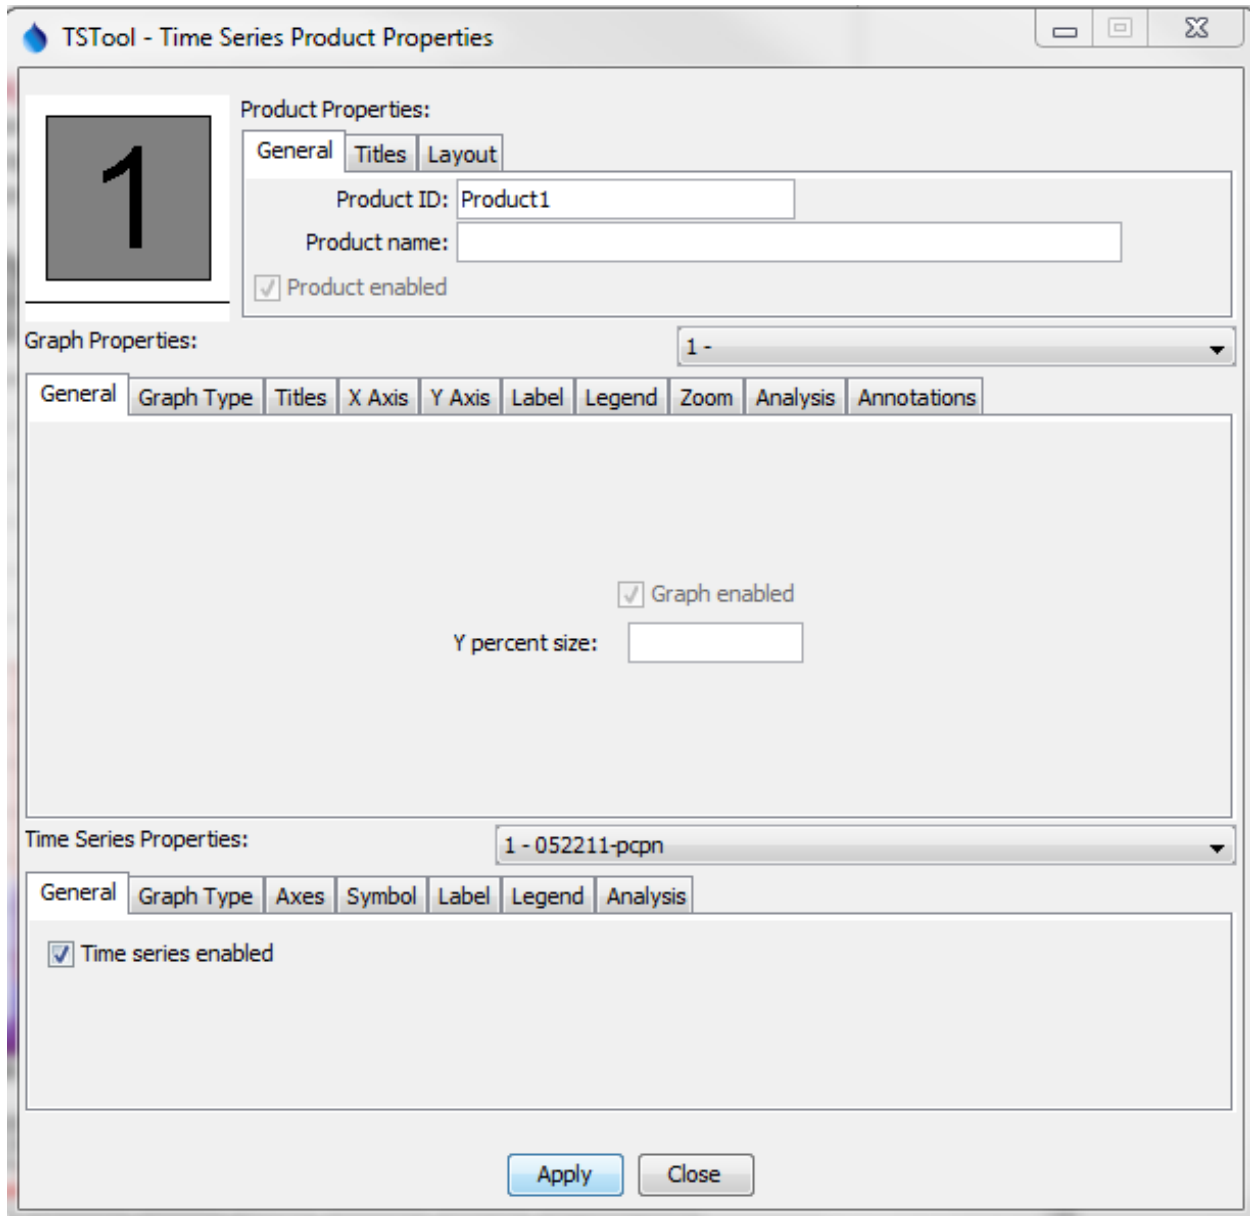 TSTool - Time Series Product Properties
1
Product Properties:
General Titles Layout
Product ID: Product1
Product name:
Product enabled
Graph Properties: 1 -
General Graph Type Titles X Axis Y Axis Label Legend Zoom Analysis Annotations
Graph enabled
Y percent size:
Time Series Properties: 1 - 052211-pcpn
General Graph Type Axes Symbol Label Legend Analysis
Time series enabled
Apply Close